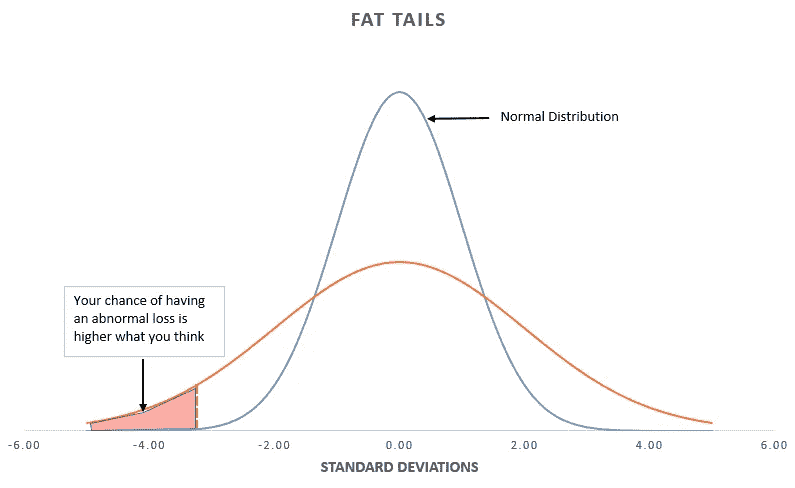 FAT TAILS
Normal Distribution
Your chance of having
an abnormal loss is
higher what you think
-6.00 -4.00 -2.00 0.00 2.00 4.00 6.00
STANDARD DEVIATIONS